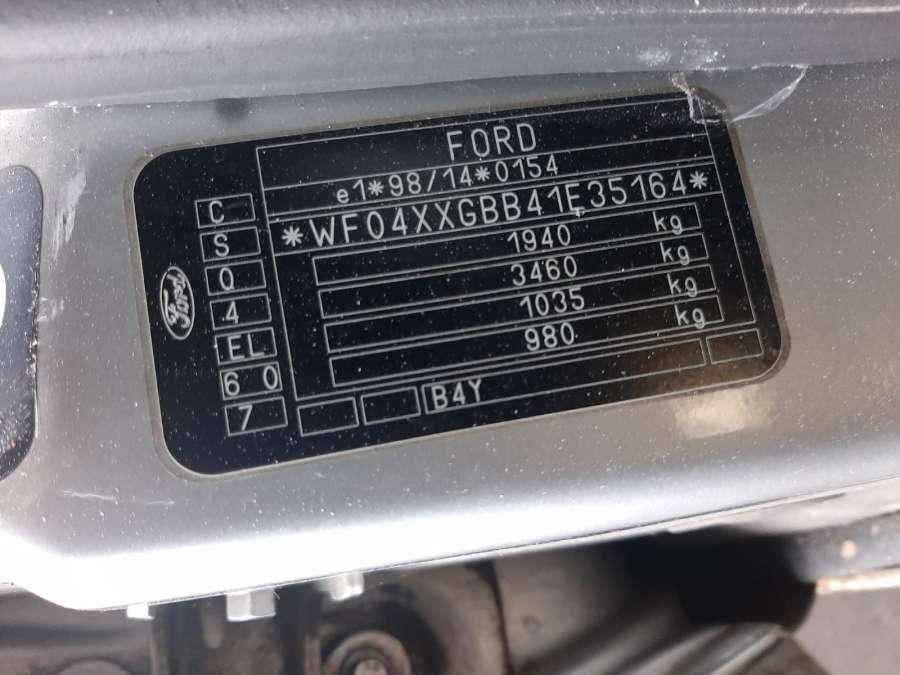 FORD
e1*98/14*0154
*WF04XXGBB41E35164*
1940 kg
3460 kg
1035 kg
980 kg
B4Y
C
S
0
4
EL
6 0
7
Ford